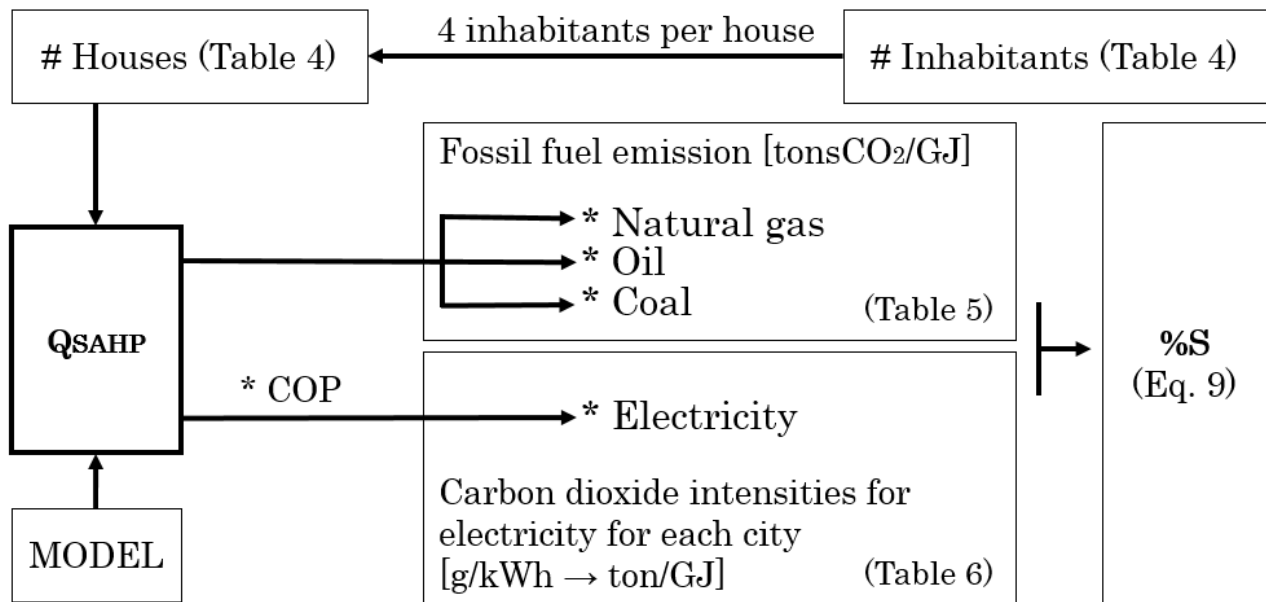 # Houses (Table 4)
4 inhabitants per house
# Inhabitants (Table 4)
Fossil fuel emission [tonsCO₂/GJ]
* Natural gas
* Oil
* Coal
(Table 5)
QSAHP
* COP
* Electricity
Carbon dioxide intensities for
electricity for each city
[g/kWh → ton/GJ]
(Table 6)
MODEL
%S
(Eq. 9)